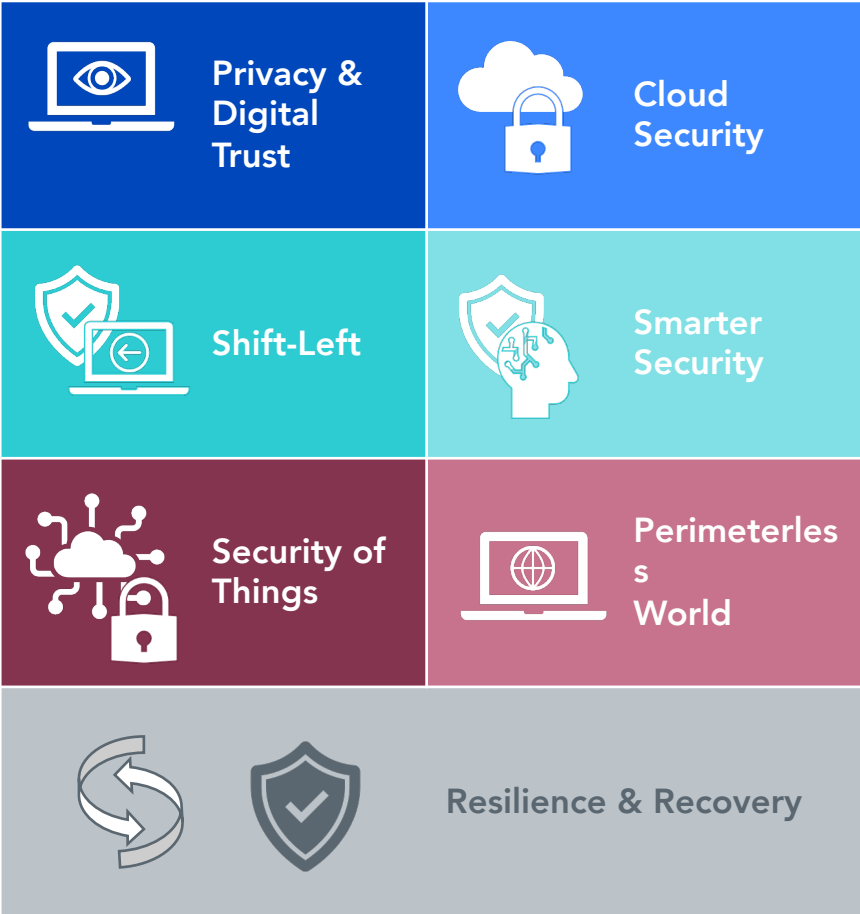 Privacy &
Digital
Trust
Cloud
Security
Shift-Left
Smarter
Security
Security of
Things
Perimeterles
s
World
Resilience & Recovery